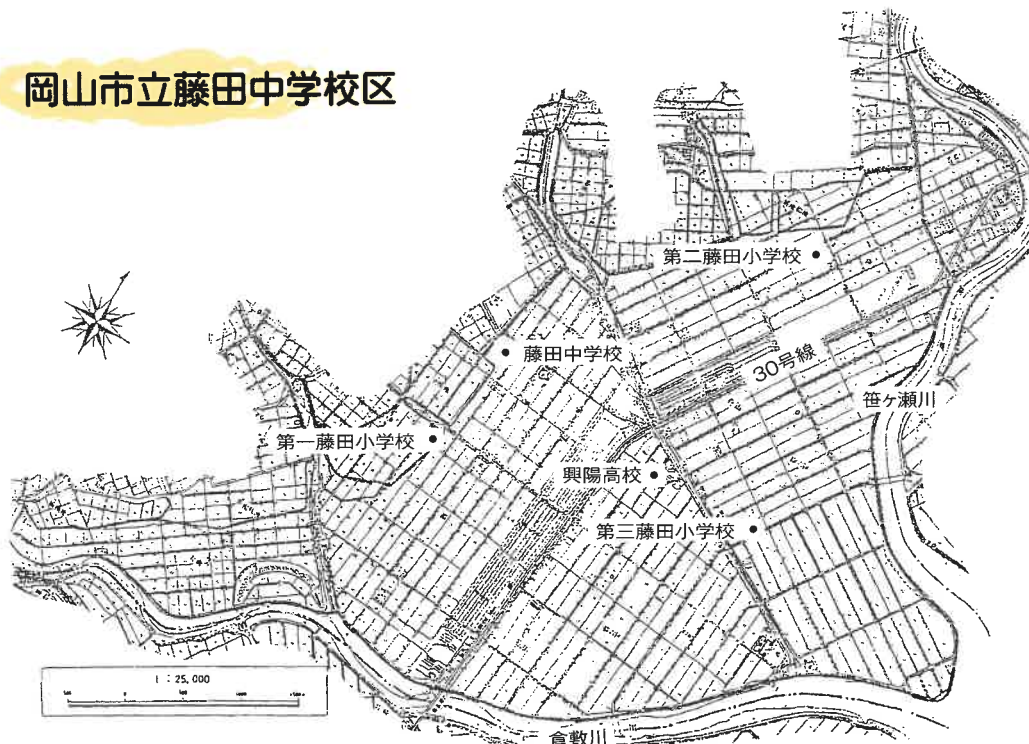 岡山市立藤田中学校区
第二藤田小学校
藤田中学校
30号線
笹ヶ瀬川
第一藤田小学校
興陽高校
第三藤田小学校
1:25,000
倉敷川